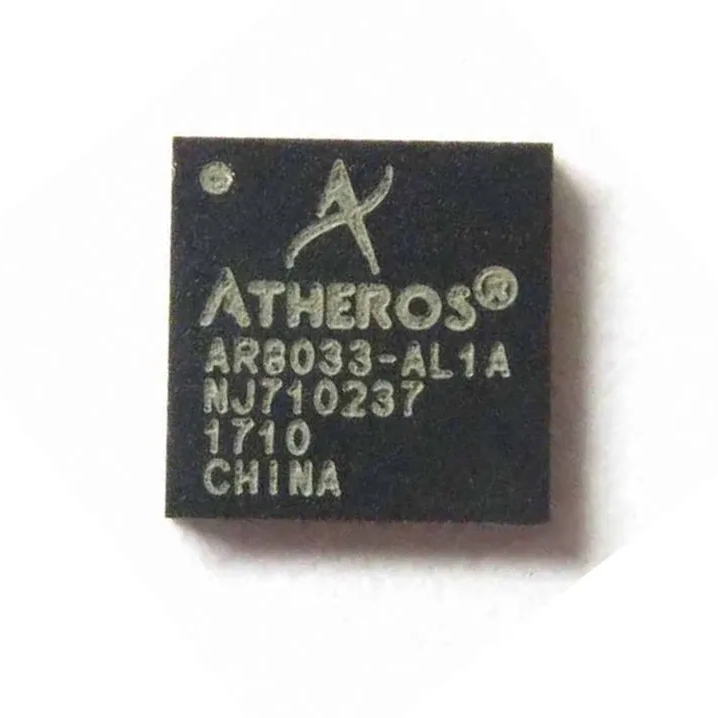 ATHEROS®
AR8033-AL1A
NJ710237
1710
CHINA